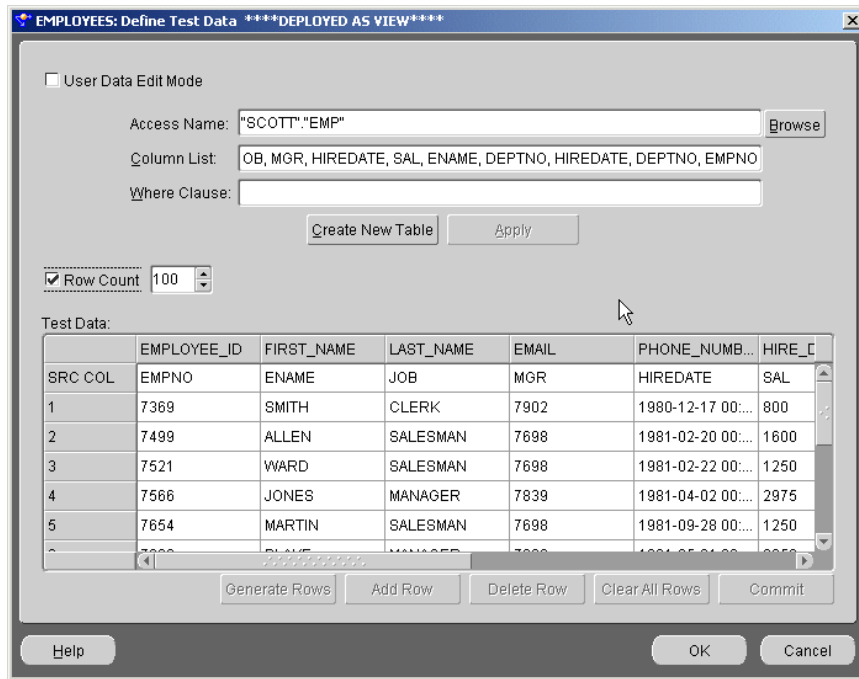 EMPLOYEES: Define Test Data *****DEPLOYED AS VIEW*****
User Data Edit Mode
Access Name: "SCOTT"."EMP" Browse
Column List: OB, MGR, HIREDATE, SAL, ENAME, DEPTNO, HIREDATE, DEPTNO, EMPNO
Where Clause:
Create New Table Apply
Row Count 100
Test Data:
EMPLOYEE_ID FIRST_NAME LAST_NAME EMAIL PHONE_NUMB... HIRE_D
SRC COL EMPNO ENAME JOB MGR HIREDATE SAL
1 7369 SMITH CLERK 7902 1980-12-17 00:... 800
2 7499 ALLEN SALESMAN 7698 1981-02-20 00:... 1600
3 7521 WARD SALESMAN 7698 1981-02-22 00:... 1250
4 7566 JONES MANAGER 7839 1981-04-02 00:... 2975
5 7654 MARTIN SALESMAN 7698 1981-09-28 00:... 1250
Generate Rows Add Row Delete Row Clear All Rows Commit
Help OK Cancel